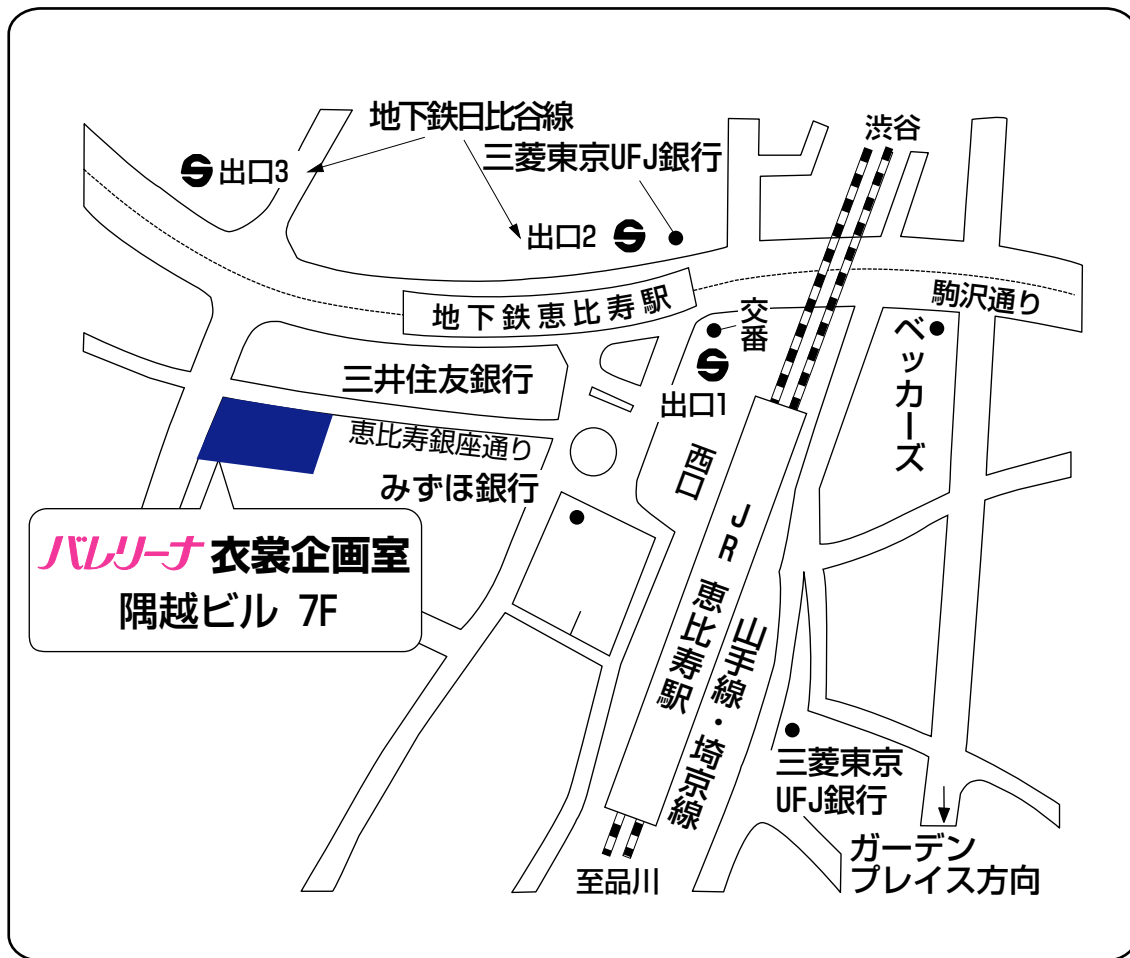 地下鉄日比谷線
渋谷
三菱東京UFJ銀行
出口3
出口2
駒沢通り
地下鉄恵比寿駅
交番
ベッカーズ
三井住友銀行
出口1
恵比寿銀座通り
西口
みずほ銀行
JR 恵比寿駅
山手線・埼京線
バレリーナ 衣裳企画室
隅越ビル 7F
三菱東京
UFJ銀行
ガーデン
プレイス方向
至品川